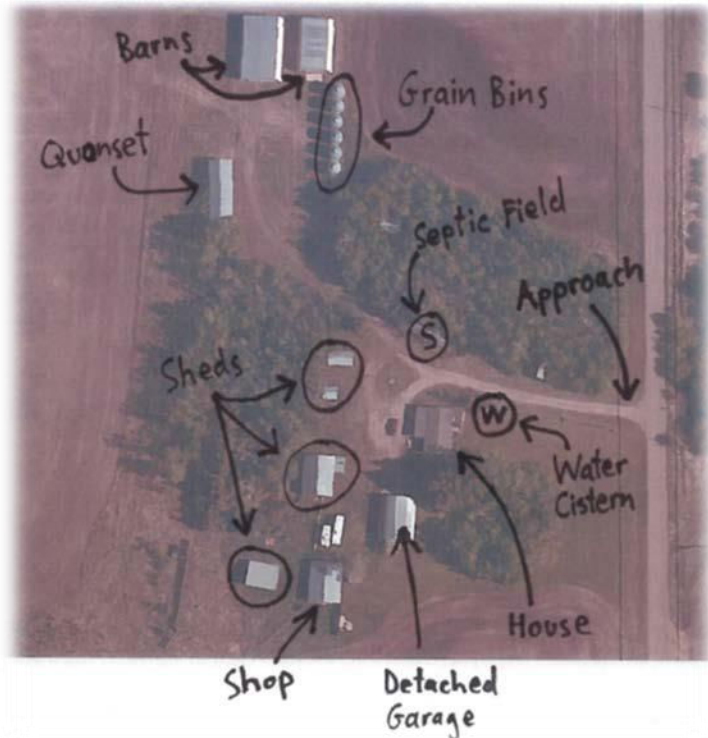 Barns
Grain Bins
Quonset
Septic Field
Approach
S
Sheds
W
Water
Cistern
House
Shop
Detached
Garage